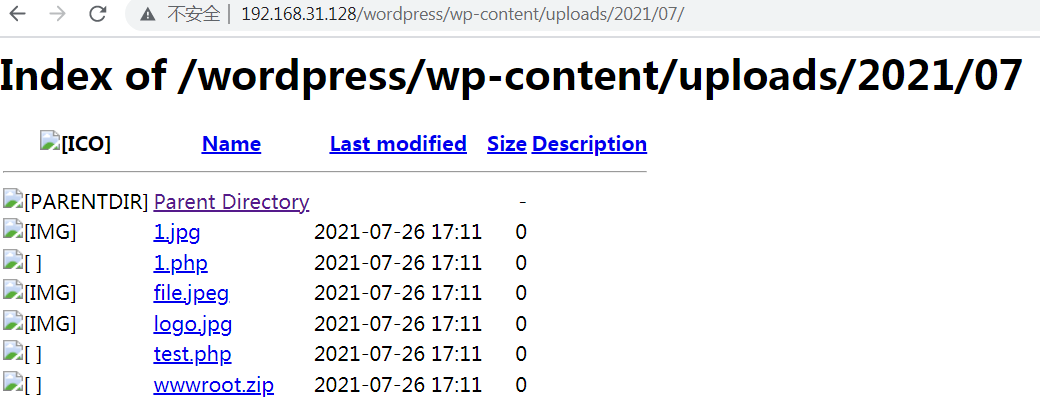 不安全 | 192.168.31.128/wordpress/wp-content/uploads/2021/07/
Index of /wordpress/wp-content/uploads/2021/07
[ICO] Name Last modified Size Description
[PARENTDIR] Parent Directory -
[IMG] 1.jpg 2021-07-26 17:11 0
[ ] 1.php 2021-07-26 17:11 0
[IMG] file.jpeg 2021-07-26 17:11 0
[IMG] logo.jpg 2021-07-26 17:11 0
[ ] test.php 2021-07-26 17:11 0
[ ] wwwroot.zip 2021-07-26 17:11 0